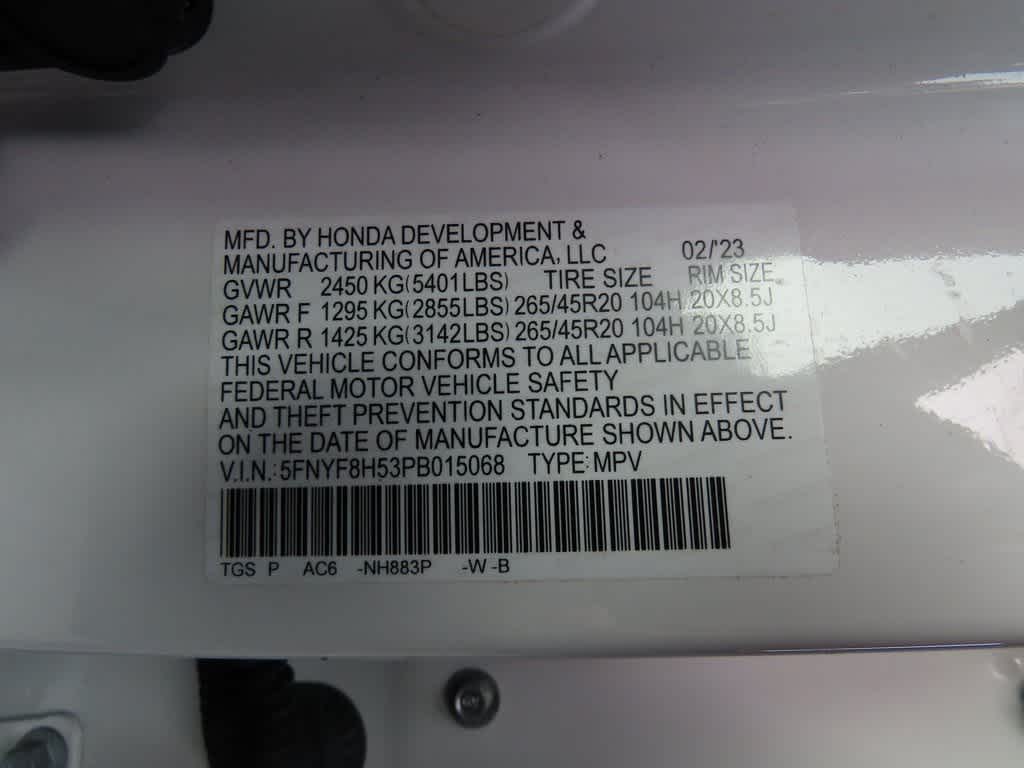 MFD. BY HONDA DEVELOPMENT &
MANUFACTURING OF AMERICA, LLC 02/'23
GVWR 2450 KG(5401LBS) TIRE SIZE RIM SIZE
GAWR F 1295 KG(2855LBS) 265/45R20 104H 20X8.5J
GAWR R 1425 KG(3142LBS) 265/45R20 104H 20X8.5J
THIS VEHICLE CONFORMS TO ALL APPLICABLE
FEDERAL MOTOR VEHICLE SAFETY
AND THEFT PREVENTION STANDARDS IN EFFECT
ON THE DATE OF MANUFACTURE SHOWN ABOVE.
V.I.N.:5FNYF8H53PB015068 TYPE:MPV
TGS P AC6 -NH883P -W -B